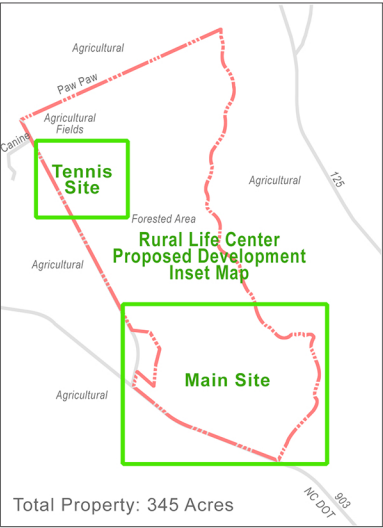 Agricultural
Paw Paw
Agricultural
Fields
Canine
Tennis
Site
Agricultural
125
Forested Area
Rural Life Center
Proposed Development
Inset Map
Agricultural
Main Site
Agricultural
903
NC DOT
Total Property: 345 Acres